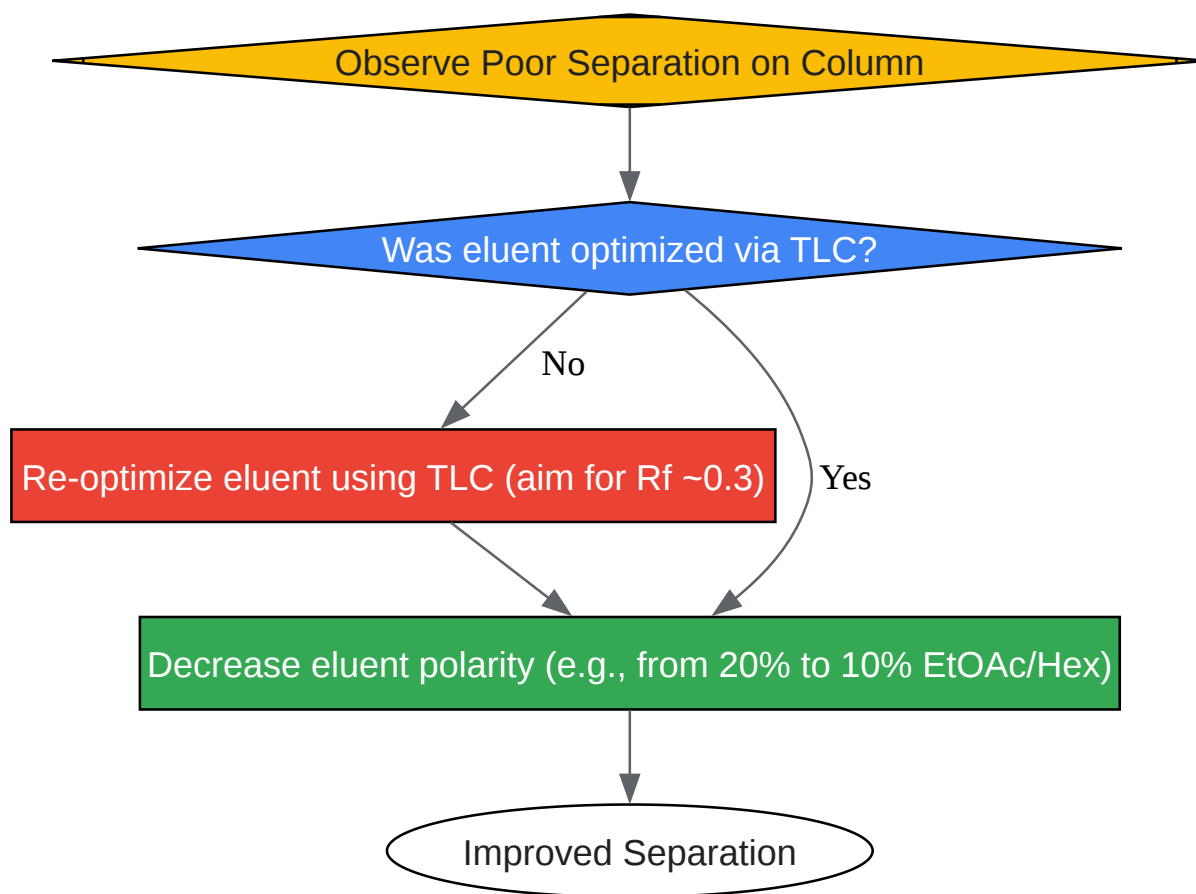 Observe Poor Separation on Column
Was eluent optimized via TLC?
No
Re-optimize eluent using TLC (aim for Rf ~0.3)
Yes
Decrease eluent polarity (e.g., from 20% to 10% EtOAc/Hex)
Improved Separation